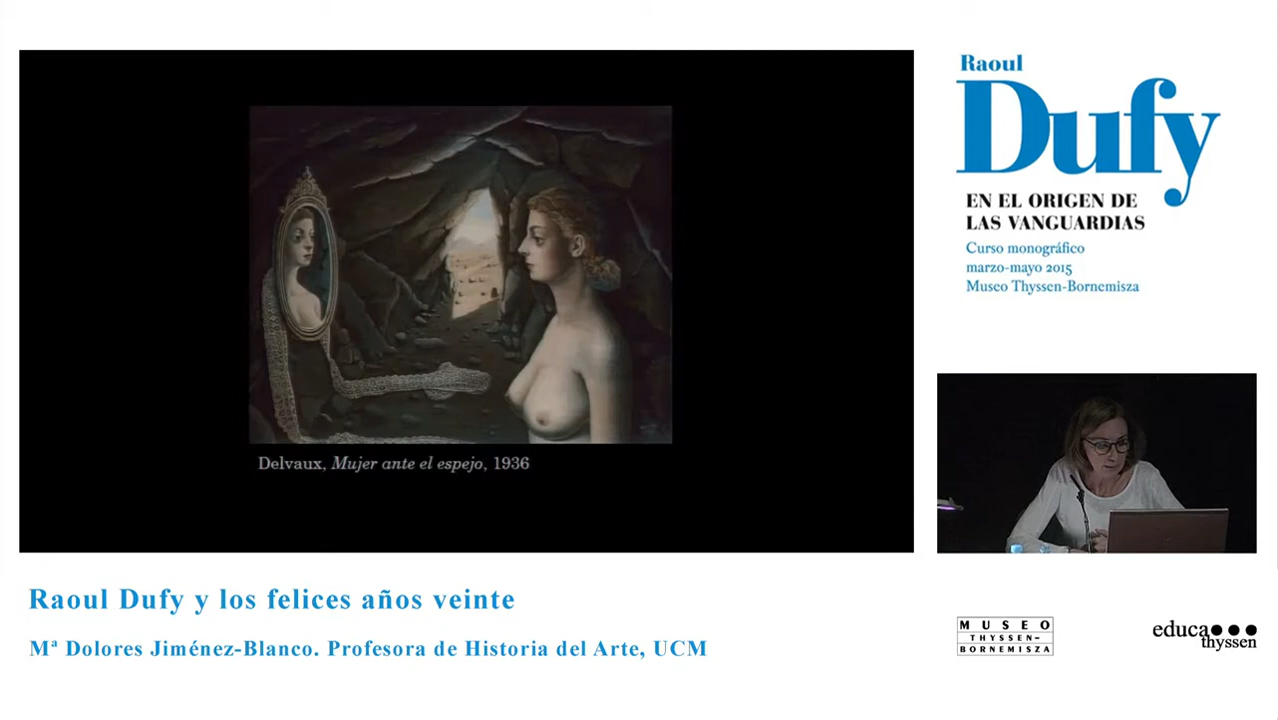 Raoul
Dufy
EN EL ORIGEN DE
LAS VANGUARDIAS
Curso monográfico
marzo-mayo 2015
Museo Thyssen-Bornemisza
Delvaux, Mujer ante el espejo, 1936
Raoul Dufy y los felices años veinte
Mª Dolores Jiménez-Blanco. Profesora de Historia del Arte, UCM
MUSEO
THYSSEN-
BORNEMISZA
educa
thyssen